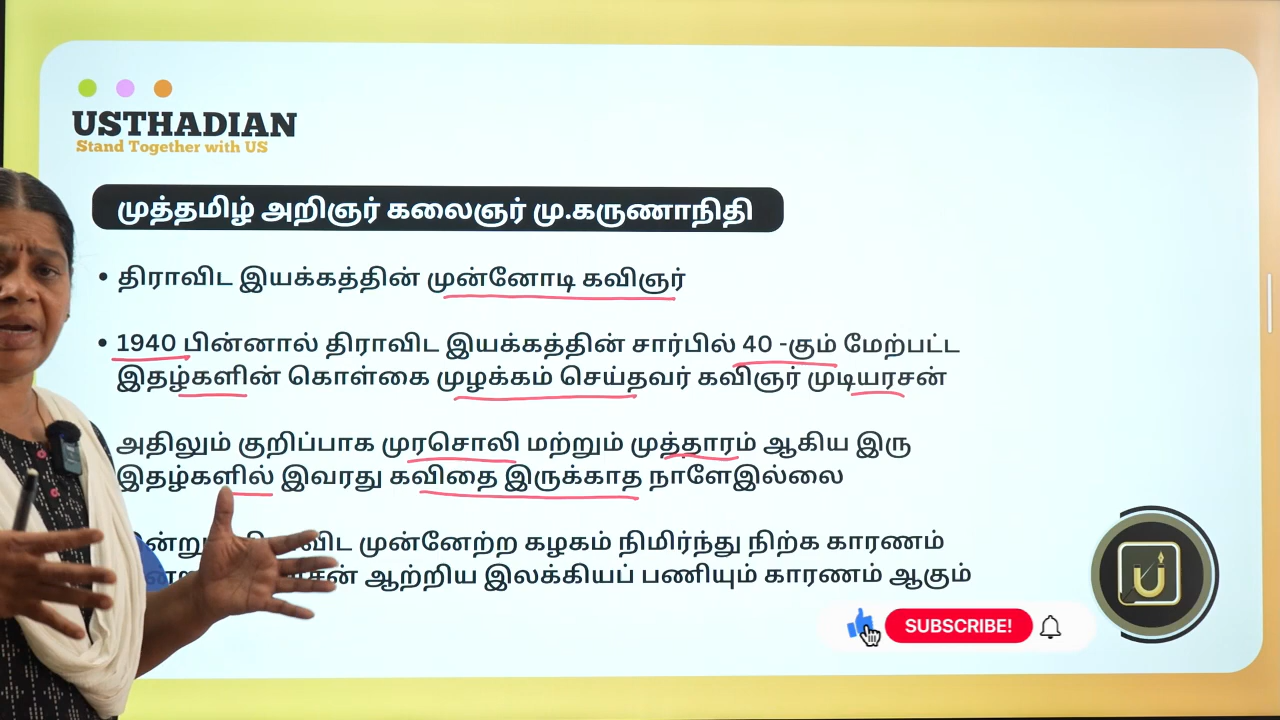 USTHADIAN
Stand Together with US
முத்தமிழ் அறிஞர் கலைஞர் மு.கருணாநிதி
• திராவிட இயக்கத்தின் முன்னோடி கவிஞர்
• 1940 பின்னால் திராவிட இயக்கத்தின் சார்பில் 40 -கும் மேற்பட்ட
இதழ்களின் கொள்கை முழக்கம் செய்தவர் கவிஞர் முடியரசன்
அதிலும் குறிப்பாக முரசொலி மற்றும் முத்தாரம் ஆகிய இரு
இதழ்களில் இவரது கவிதை இருக்காத நாளேஇல்லை
முன்னேற்ற கழகம் நிமிர்ந்து நிற்க காரணம்
ஆற்றிய இலக்கியப் பணியும் காரணம் ஆகும்
SUBSCRIBE!
U